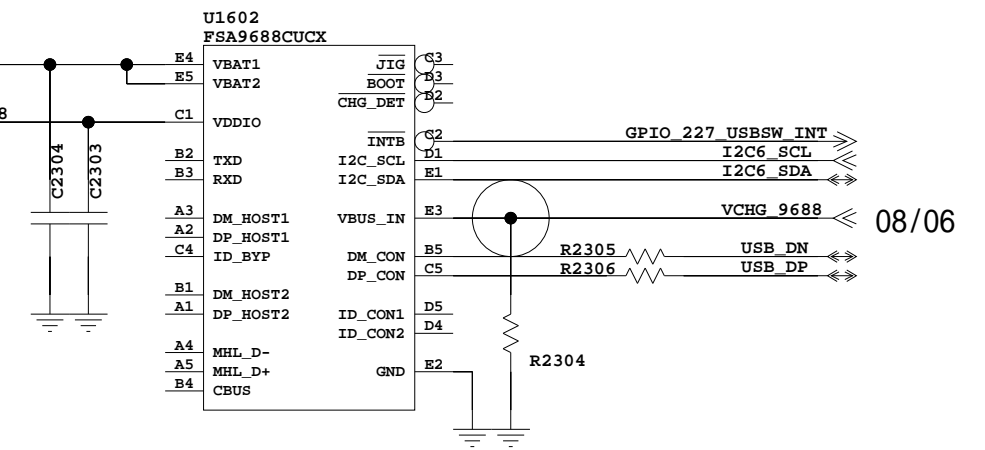 U1602
FSA9688CUCX
E4 VBAT1 JIG C3
E5 VBAT2 BOOT D3
CHG_DET D2
8 C1 VDDIO
INTB C2 GPIO_227_USBSW_INT
B2 TXD I2C_SCL D1 I2C6_SCL
B3 RXD I2C_SDA E1 I2C6_SDA
C2304
C2303
A3 DM_HOST1 VBUS_IN E3 VCHG_9688 08/06
A2 DP_HOST1
C4 ID_BYP DM_CON B5 R2305 USB_DN
DP_CON C5 R2306 USB_DP
B1 DM_HOST2
A1 DP_HOST2 ID_CON1 D5
ID_CON2 D4
A4 MHL_D-
A5 MHL_D+ GND E2 R2304
B4 CBUS